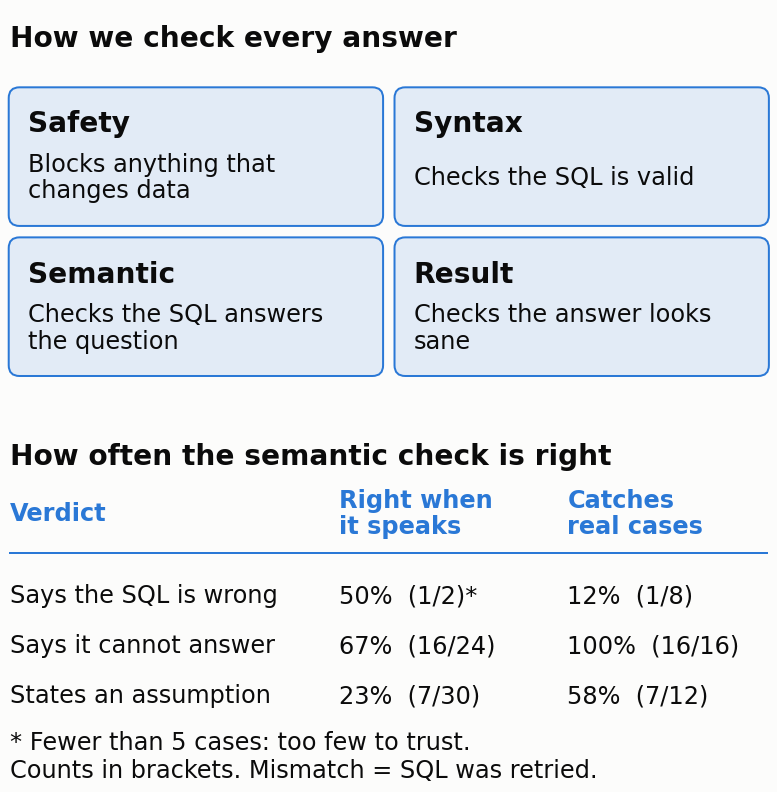 How we check every answer
Safety
Blocks anything that
changes data
Syntax
Checks the SQL is valid
Semantic
Checks the SQL answers
the question
Result
Checks the answer looks
sane
How often the semantic check is right
Verdict
Right when
it speaks
Catches
real cases
Says the SQL is wrong 50% (1/2)* 12% (1/8)
Says it cannot answer 67% (16/24) 100% (16/16)
States an assumption 23% (7/30) 58% (7/12)
* Fewer than 5 cases: too few to trust.
Counts in brackets. Mismatch = SQL was retried.